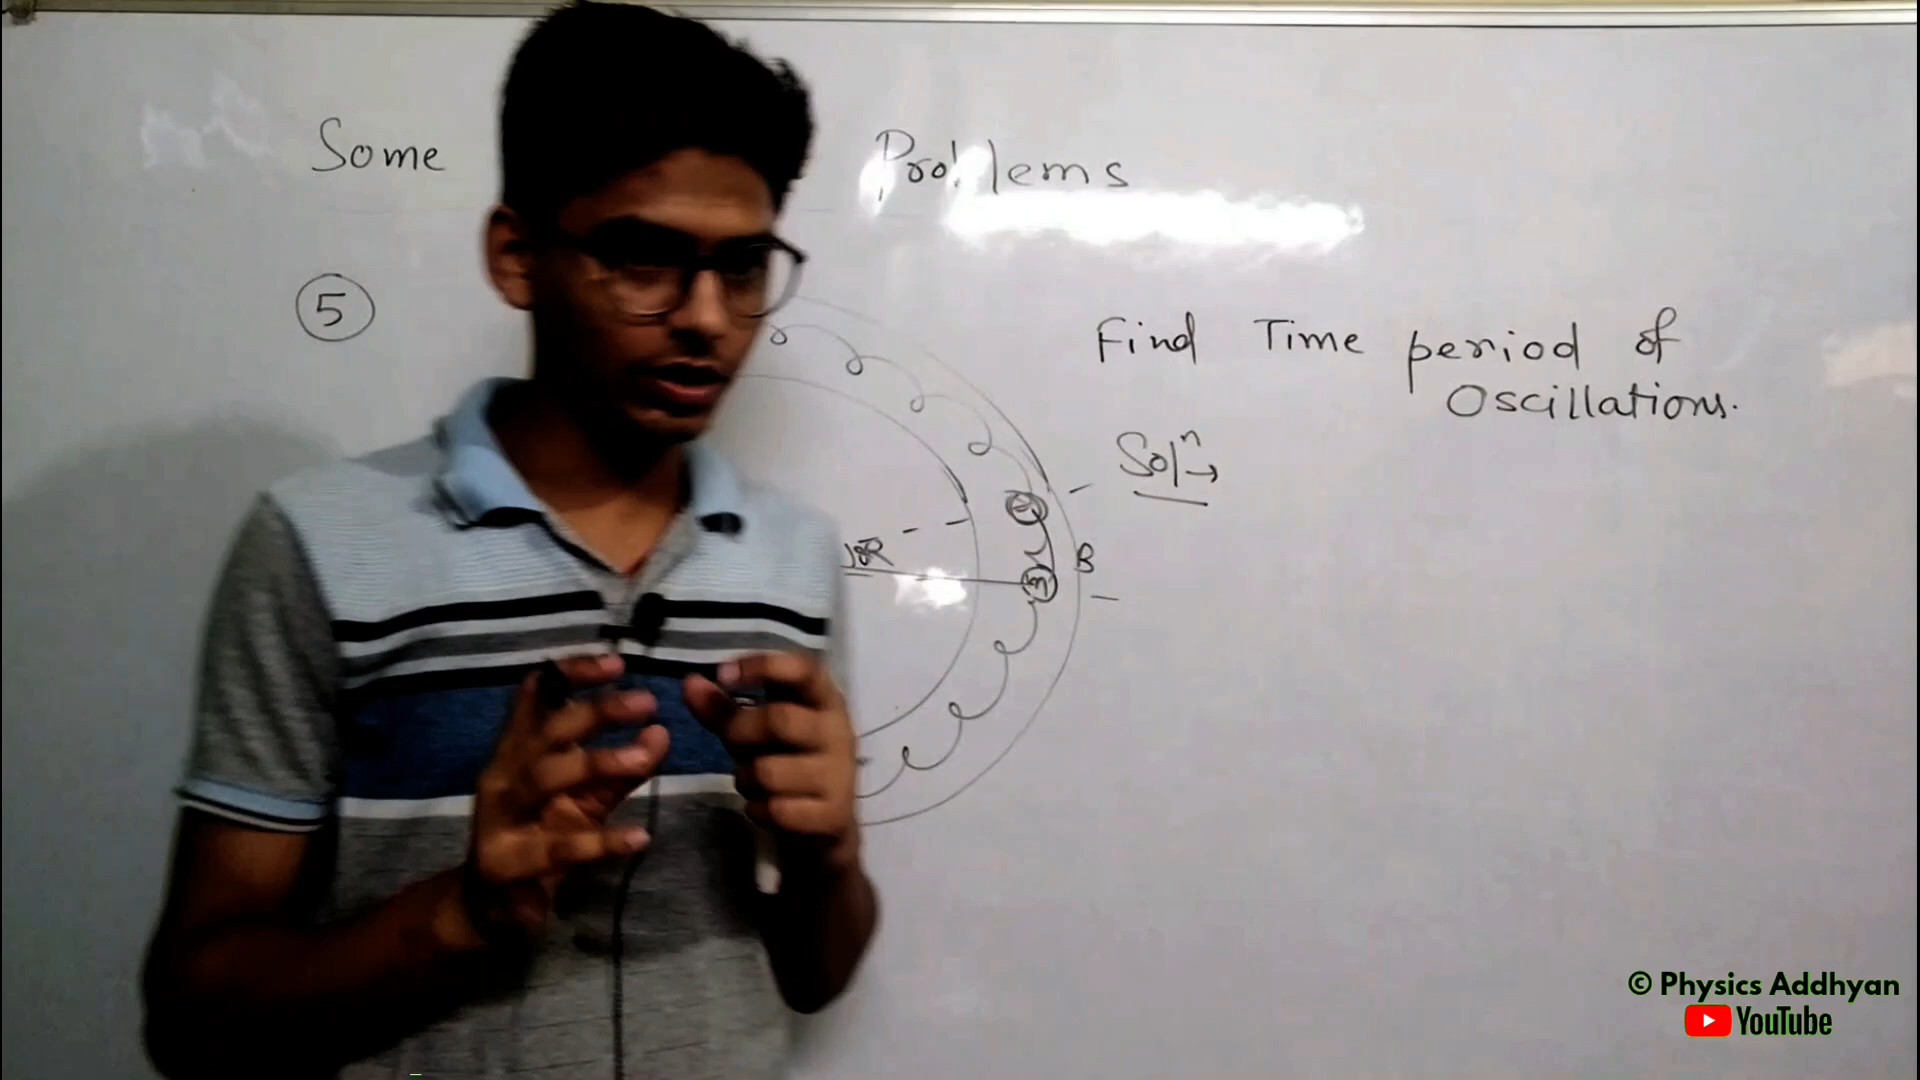 Some Problems
5
Find Time period of
Oscillations.
Solⁿ→
B
m
© Physics Addhyan
YouTube